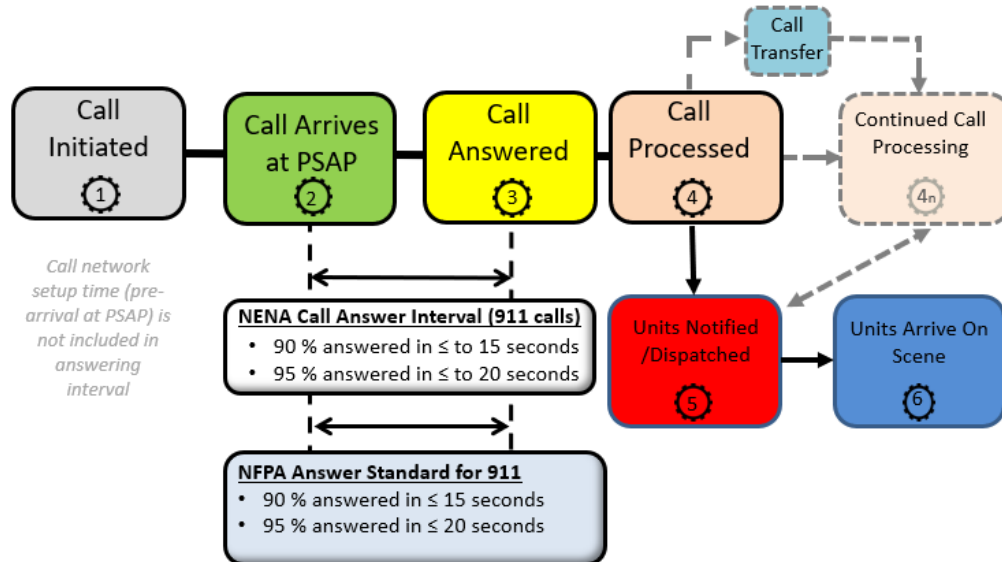 Call
Transfer
Call
Initiated
1
Call Arrives
at PSAP
2
Call
Answered
3
Call
Processed
4
Continued Call
Processing
4n
Call network
setup time (pre-
arrival at PSAP) is
not included in
answering
interval
NENA Call Answer Interval (911 calls)
• 90 % answered in ≤ to 15 seconds
• 95 % answered in ≤ to 20 seconds
Units Notified
/Dispatched
5
Units Arrive On
Scene
6
NFPA Answer Standard for 911
• 90 % answered in ≤ 15 seconds
• 95 % answered in ≤ 20 seconds